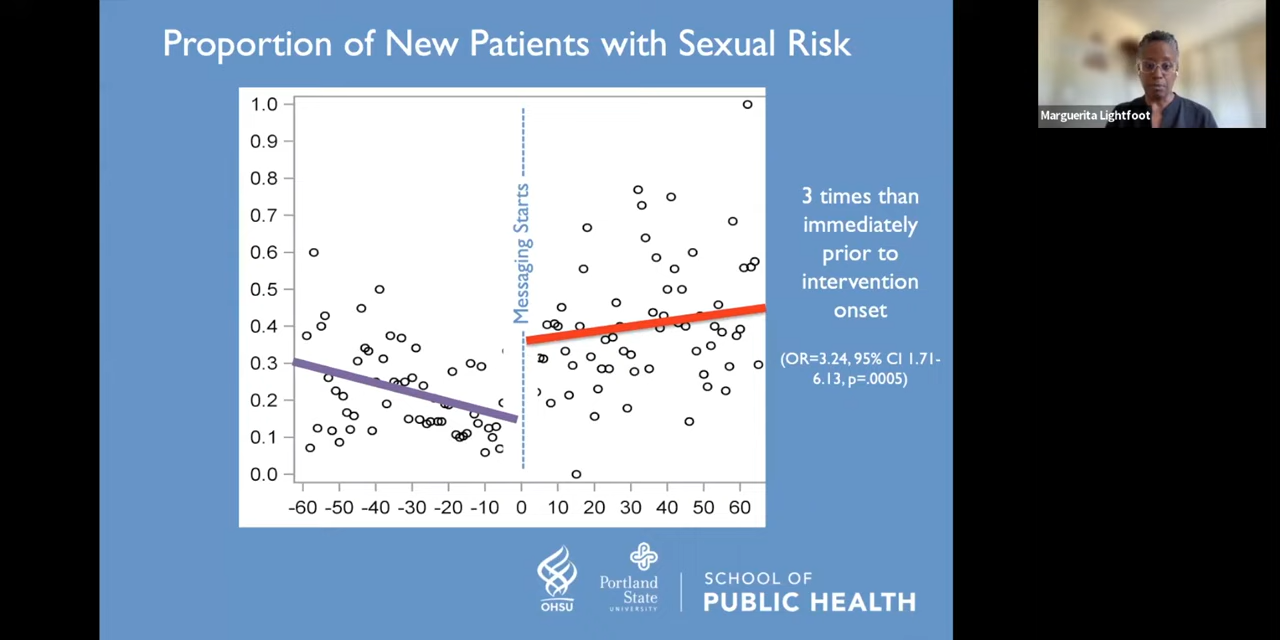 Proportion of New Patients with Sexual Risk
Marguerita Lightfoot
1.0
0.9
0.8
0.7
0.6
0.5
0.4
0.3
0.2
0.1
0.0
Messaging Starts
-60 -50 -40 -30 -20 -10 0 10 20 30 40 50 60
3 times than
immediately
prior to
intervention
onset
(OR=3.24, 95% CI 1.71-
6.13, p=.0005)
OHSU
Portland
State
UNIVERSITY
SCHOOL OF
PUBLIC HEALTH